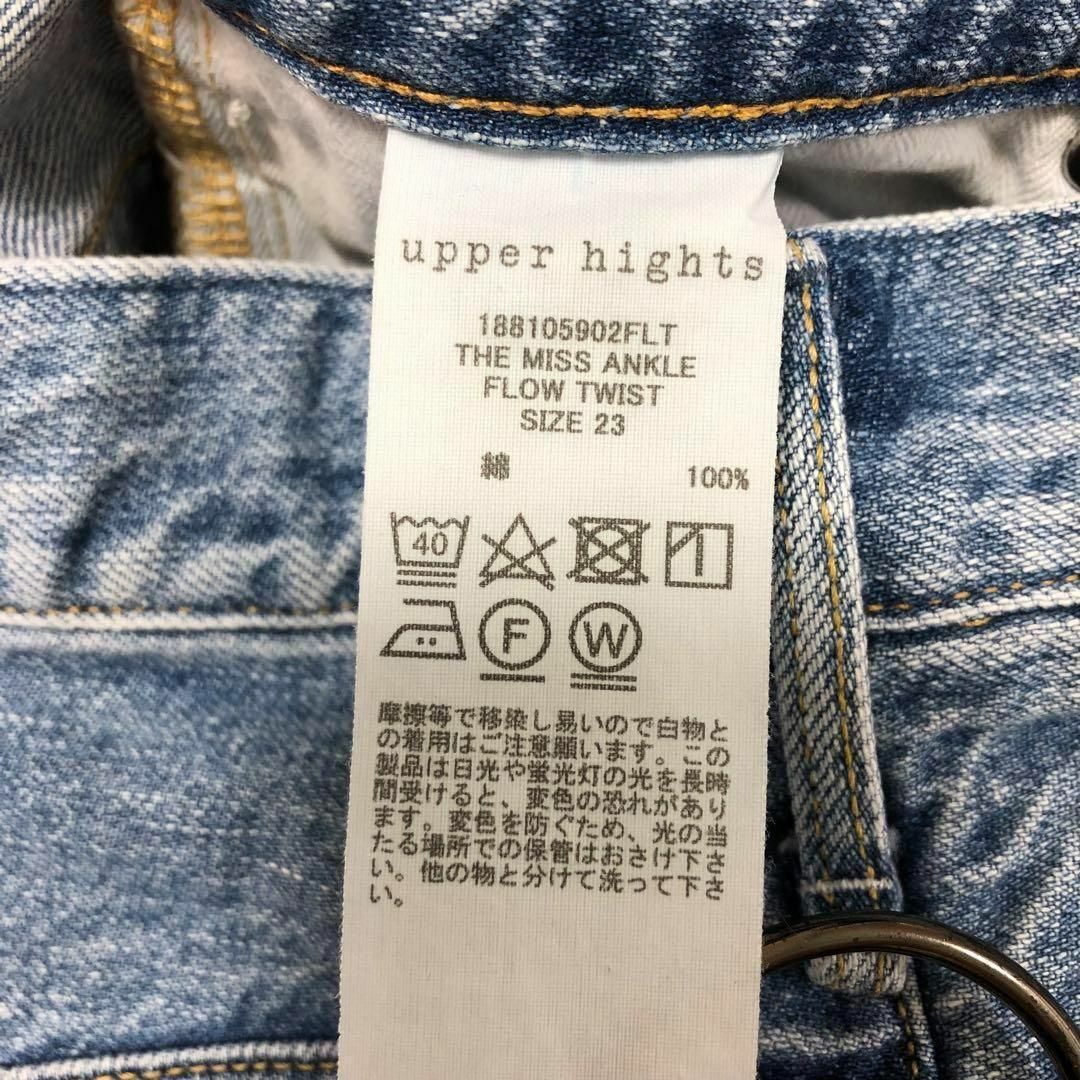 upper hights
188105902FLT
THE MISS ANKLE
FLOW TWIST
SIZE 23
綿 100%
40
F W
摩擦等で移染し易いので白物と
の着用はご注意願います。この
製品は日光や蛍光灯の光を長時
間受けると、変色の恐れがあり
ます。変色を防ぐため、光の当
たる場所での保管はおさけ下さ
い。他の物と分けて洗って下さ
い。